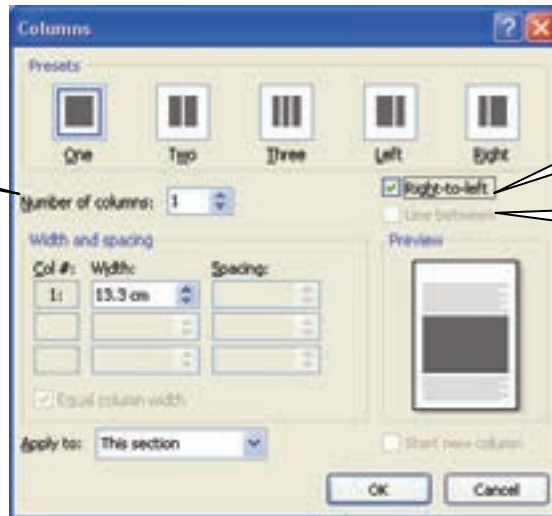 Columns
Presets
One Two Three Left Right
Number of columns: 1
Right-to-left
Line between
Width and spacing
Preview
Col #: Width: Spacing:
1: 13.3 cm
Equal column width
Apply to: This section
Start new column
OK Cancel